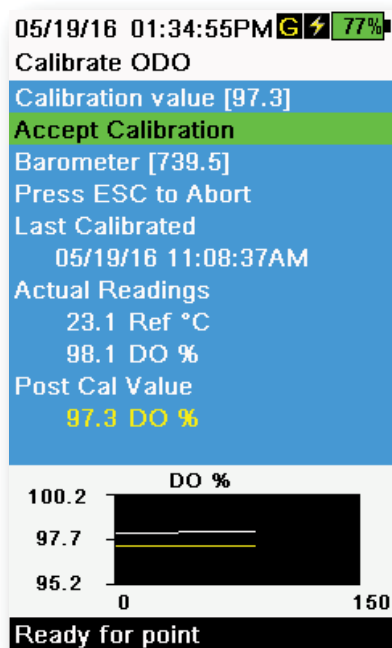 05/19/16 01:34:55PM G 77%
Calibrate ODO
Calibration value [97.3]
Accept Calibration
Barometer [739.5]
Press ESC to Abort
Last Calibrated
05/19/16 11:08:37AM
Actual Readings
23.1 Ref °C
98.1 DO %
Post Cal Value
97.3 DO %
DO %
100.2
97.7
95.2
0 150
Ready for point